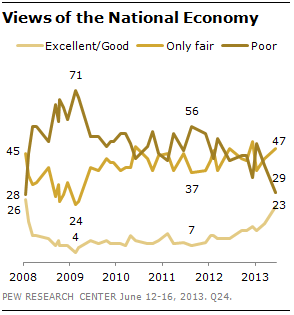 Views of the National Economy
Excellent/Good Only fair Poor
71
56
45 47
37
28 29
26 24 23
4 7
2008 2009 2010 2011 2012 2013
PEW RESEARCH CENTER June 12-16, 2013. Q24.